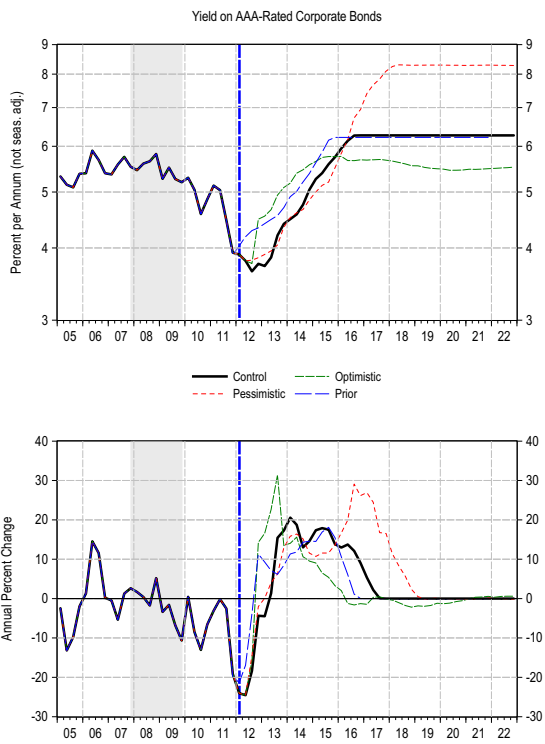 Yield on AAA-Rated Corporate Bonds
9 9
8 8
7 7
6 6
5 5
4 4
3 3
Percent per Annum (not seas. adj.)
05 06 07 08 09 10 11 12 13 14 15 16 17 18 19 20 21 22
Control Optimistic
Pessimistic Prior
40 40
30 30
20 20
10 10
0 0
-10 -10
-20 -20
-30 -30
Annual Percent Change
05 06 07 08 09 10 11 12 13 14 15 16 17 18 19 20 21 22